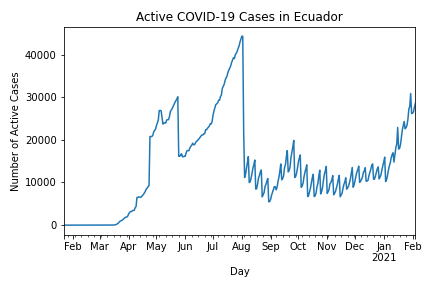 Active COVID-19 Cases in Ecuador
Number of Active Cases
40000
30000
20000
10000
0
Feb Mar Apr May Jun Jul Aug Sep Oct Nov Dec Jan Feb
2021
Day